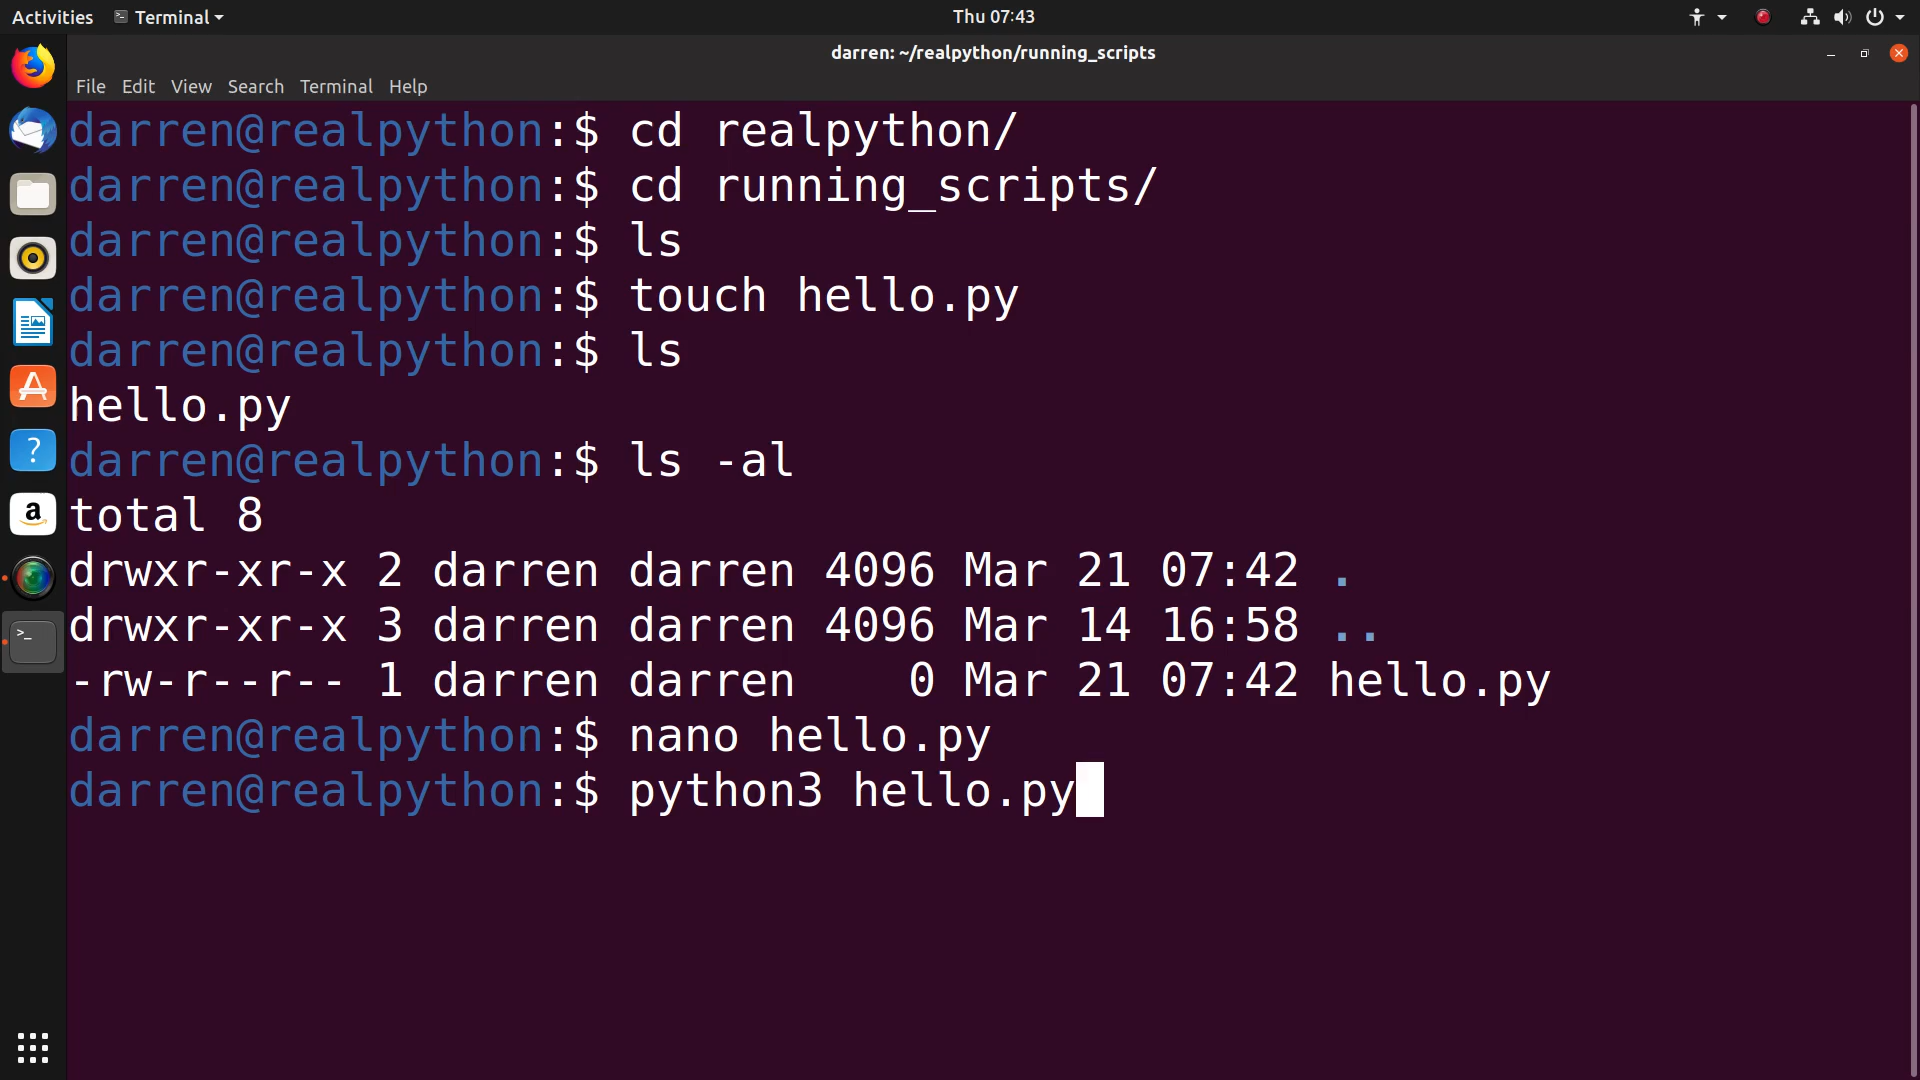 Activities Terminal Thu 07:43
darren: ~/realpython/running_scripts
File Edit View Search Terminal Help
darren@realpython:$ cd realpython/
darren@realpython:$ cd running_scripts/
darren@realpython:$ ls
darren@realpython:$ touch hello.py
darren@realpython:$ ls
hello.py
darren@realpython:$ ls -al
total 8
drwxr-xr-x 2 darren darren 4096 Mar 21 07:42 .
drwxr-xr-x 3 darren darren 4096 Mar 14 16:58 ..
-rw-r--r-- 1 darren darren    0 Mar 21 07:42 hello.py
darren@realpython:$ nano hello.py
darren@realpython:$ python3 hello.py